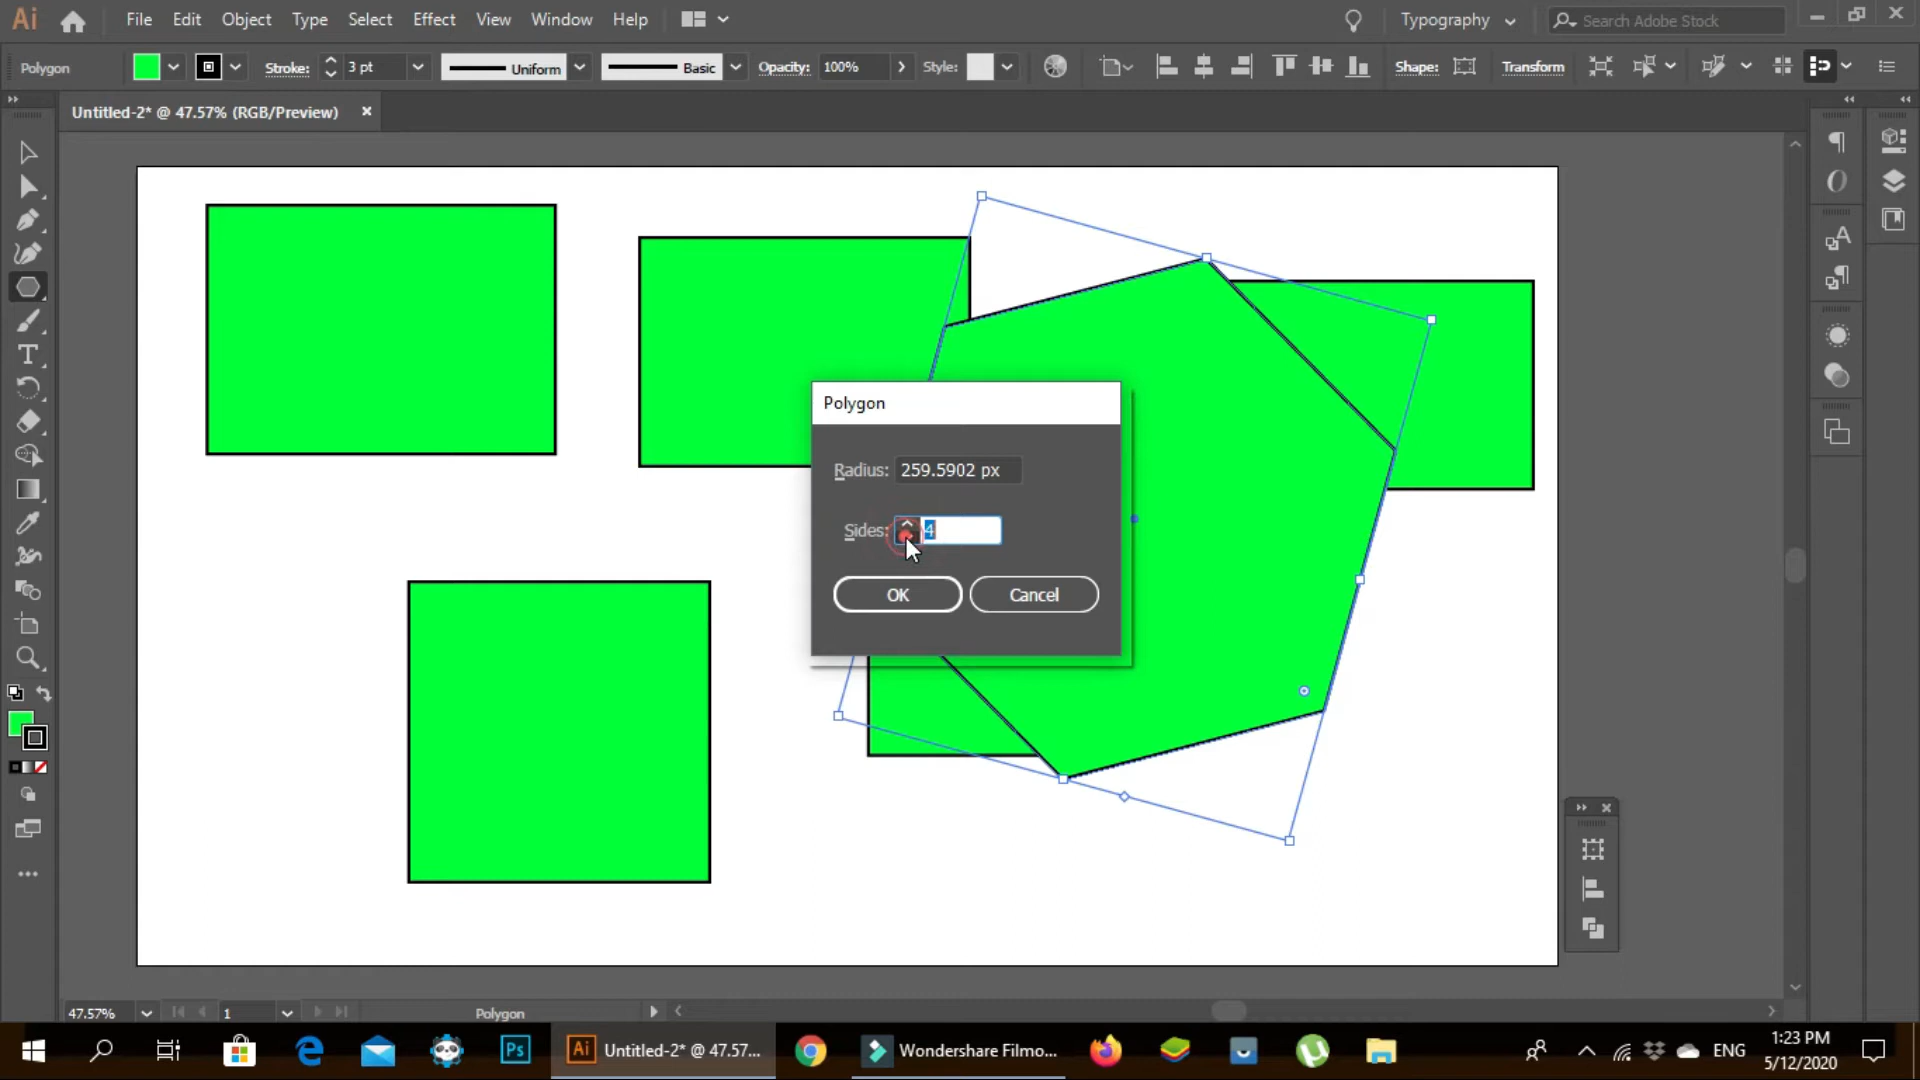 Ai File Edit Object Type Select Effect View Window Help Typography Search Adobe Stock
Polygon Stroke: 3 pt Uniform Basic Opacity: 100% Style: Shape: Transform
Untitled-2* @ 47.57% (RGB/Preview) ×
Polygon
Radius: 259.5902 px
Sides: 4
OK Cancel
47.57% 1 Polygon
Ps Ai Untitled-2* @ 47.57... Wondershare Filmo... ENG 1:23 PM
5/12/2020